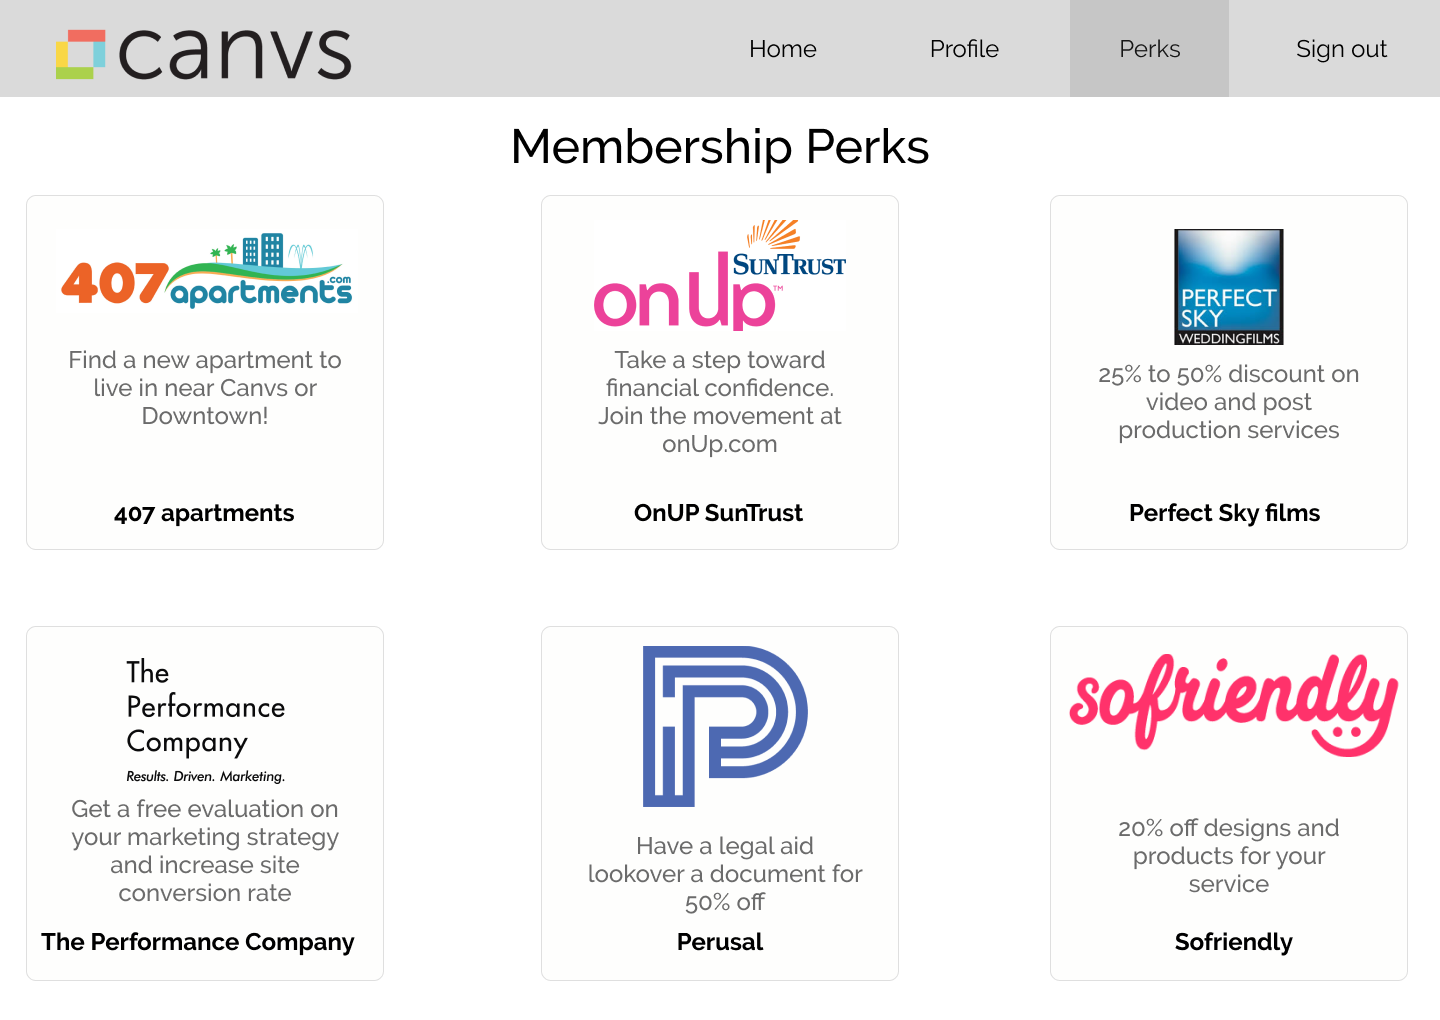 canvs
Home
Profile
Perks
Sign out
Membership Perks
407apartments.com
Find a new apartment to
live in near Canvs or
Downtown!
407 apartments
SUNTRUST
onUp™
Take a step toward
financial confidence.
Join the movement at
onUp.com
OnUP SunTrust
PERFECT
SKY
WEDDINGFILMS
25% to 50% discount on
video and post
production services
Perfect Sky films
The
Performance
Company
Results. Driven. Marketing.
Get a free evaluation on
your marketing strategy
and increase site
conversion rate
The Performance Company
P
Have a legal aid
lookover a document for
50% off
Perusal
sofriendly
20% off designs and
products for your
service
Sofriendly